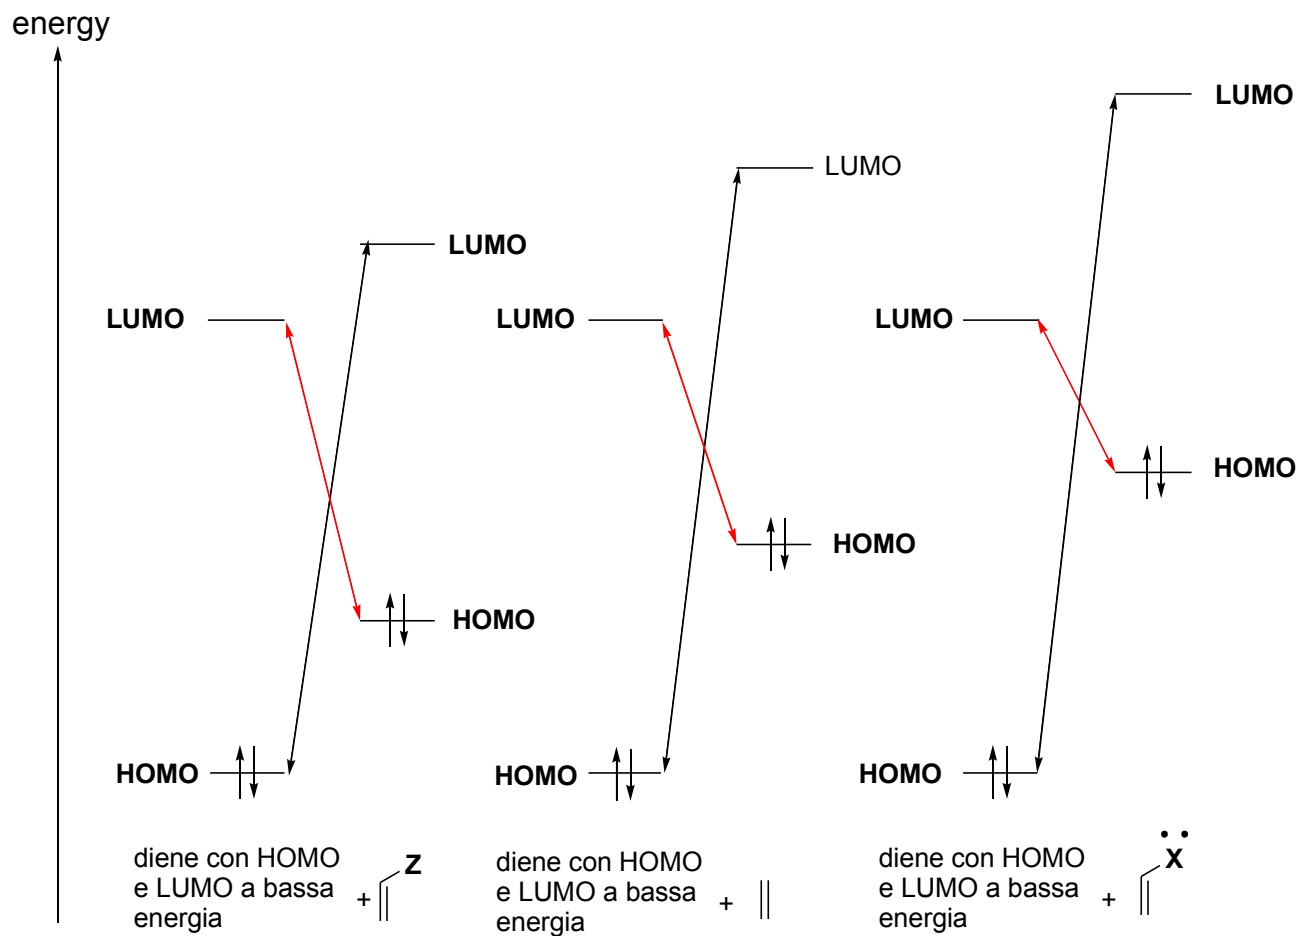 energy
LUMO
LUMO
LUMO
LUMO
LUMO
LUMO
HOMO
HOMO
HOMO
HOMO
HOMO
HOMO
diene con HOMO
e LUMO a bassa
energia
+
Z
diene con HOMO
e LUMO a bassa
energia
+
diene con HOMO
e LUMO a bassa
energia
+
X